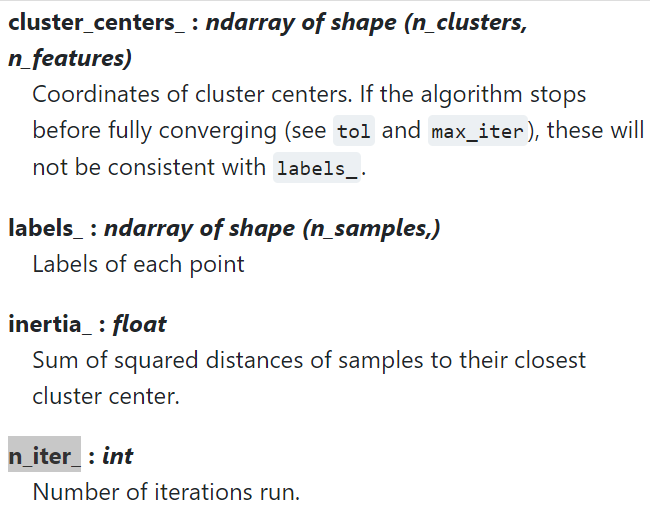 cluster_centers_ : ndarray of shape (n_clusters,
n_features)
Coordinates of cluster centers. If the algorithm stops
before fully converging (see tol and max_iter), these will
not be consistent with labels_.
labels_ : ndarray of shape (n_samples,)
Labels of each point
inertia_ : float
Sum of squared distances of samples to their closest
cluster center.
n_iter_ : int
Number of iterations run.